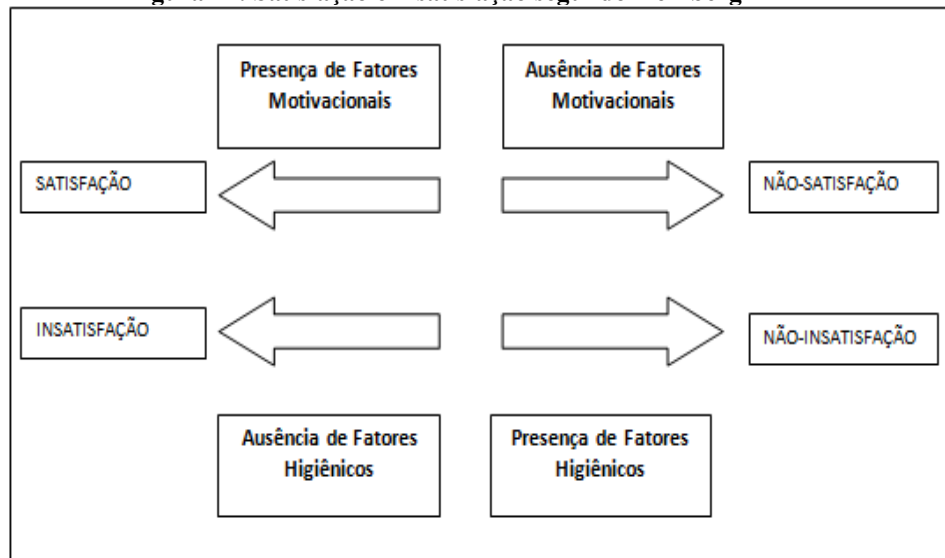 Presença de Fatores
Motivacionais
Ausência de Fatores
Motivacionais
SATISFAÇÃO
NÃO-SATISFAÇÃO
INSATISFAÇÃO
NÃO-INSATISFAÇÃO
Ausência de Fatores
Higiênicos
Presença de Fatores
Higiênicos